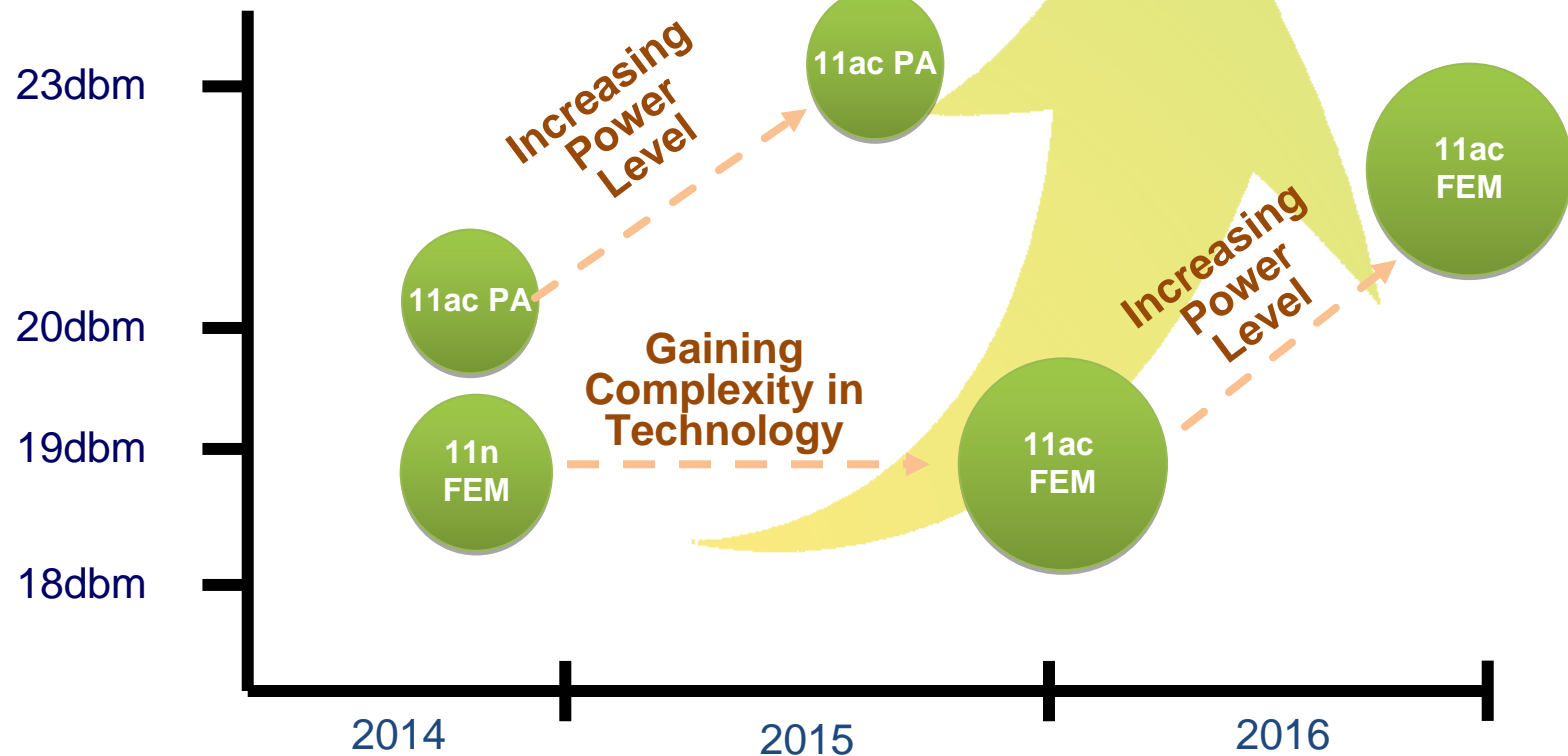 23dbm
20dbm
19dbm
18dbm
Increasing
Power
Level
11ac PA
11ac
FEM
11ac PA
Increasing
Power
Level
Gaining
Complexity in
Technology
11n
FEM
11ac
FEM
2014
2015
2016